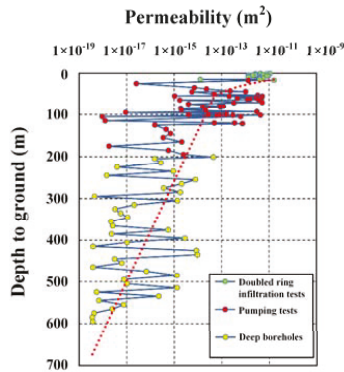 Permeability (m²)
1×10⁻¹⁹ 1×10⁻¹⁷ 1×10⁻¹⁵ 1×10⁻¹³ 1×10⁻¹¹ 1×10⁻⁹
Depth to ground (m)
0
100
200
300
400
500
600
700
Doubled ring
infiltration tests
Pumping tests
Deep boreholes